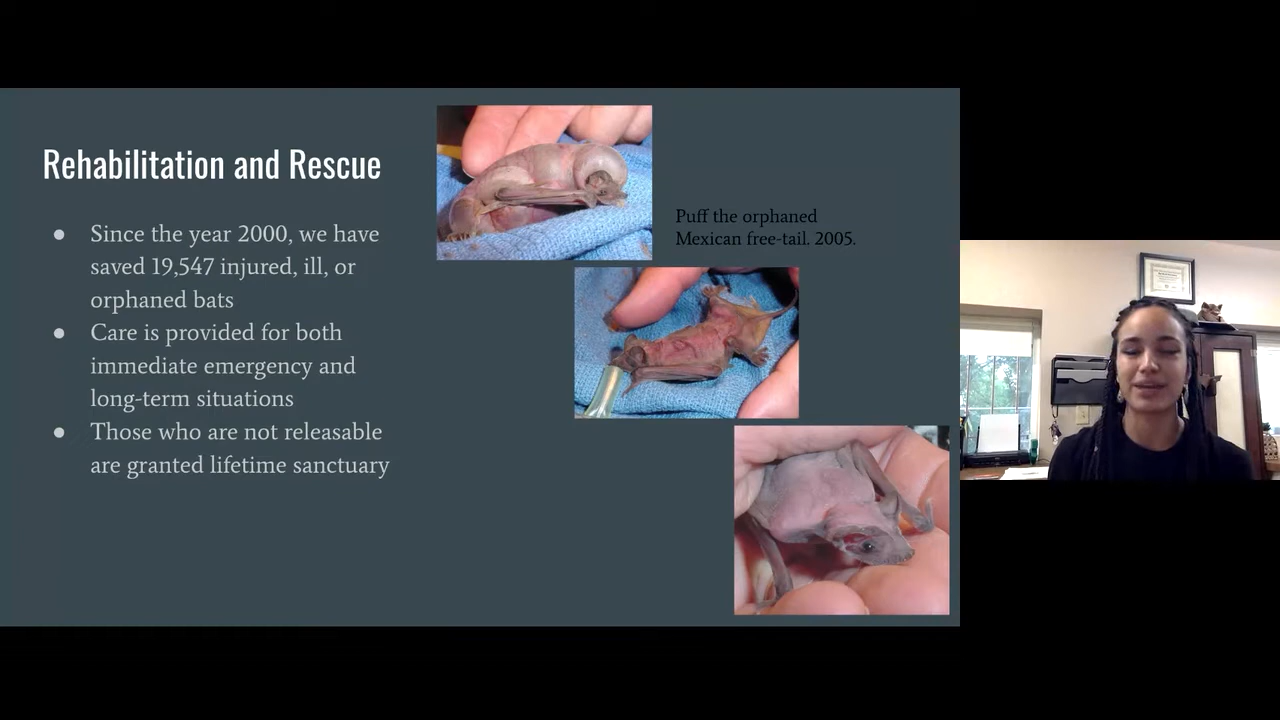 Rehabilitation and Rescue
● Since the year 2000, we have
saved 19,547 injured, ill, or
orphaned bats
● Care is provided for both
immediate emergency and
long-term situations
● Those who are not releasable
are granted lifetime sanctuary
Puff the orphaned
Mexican free-tail. 2005.